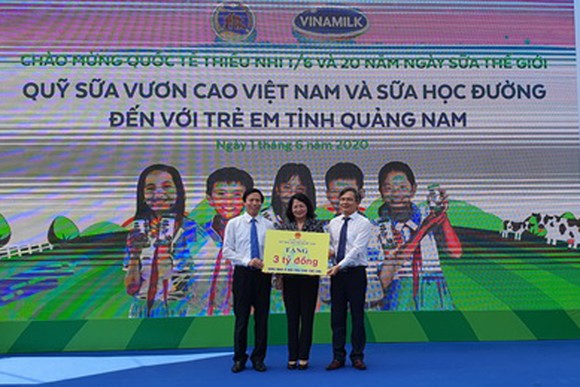 VINAMILK
CHÀO MỪNG QUỐC TẾ THIẾU NHI 1/6 VÀ 20 NĂM NGÀY SỮA THẾ GIỚI
QUỸ SỮA VƯƠN CAO VIỆT NAM VÀ SỮA HỌC ĐƯỜNG
ĐẾN VỚI TRẺ EM TỈNH QUẢNG NAM
Ngày 1 tháng 6 năm 2020
TẶNG
3 tỷ đồng